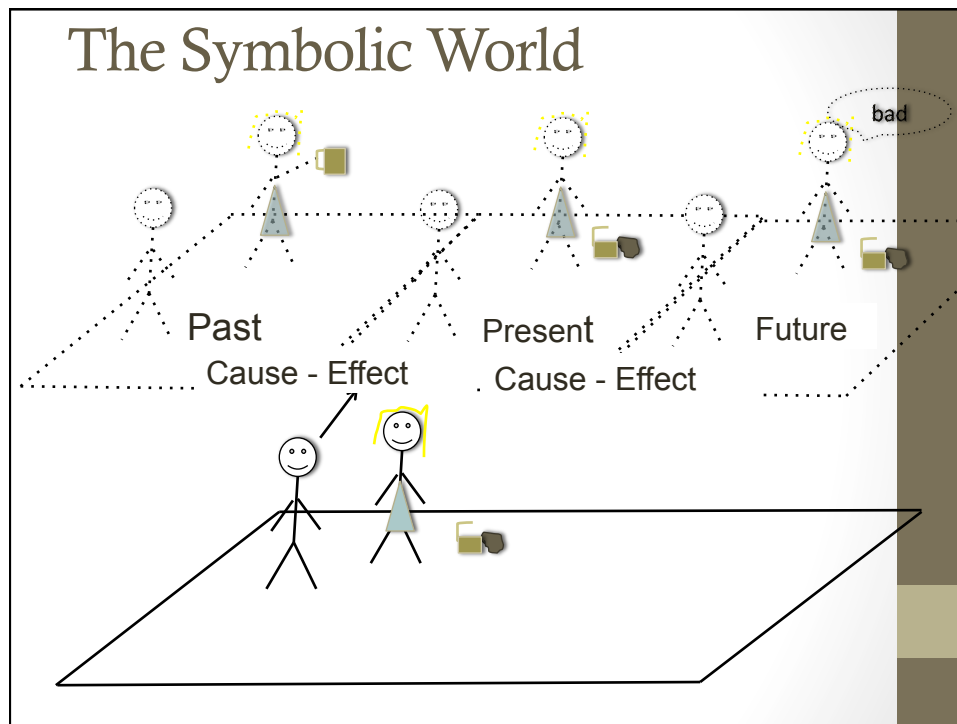 The Symbolic World
bad
Past
Present
Future
Cause - Effect
Cause - Effect